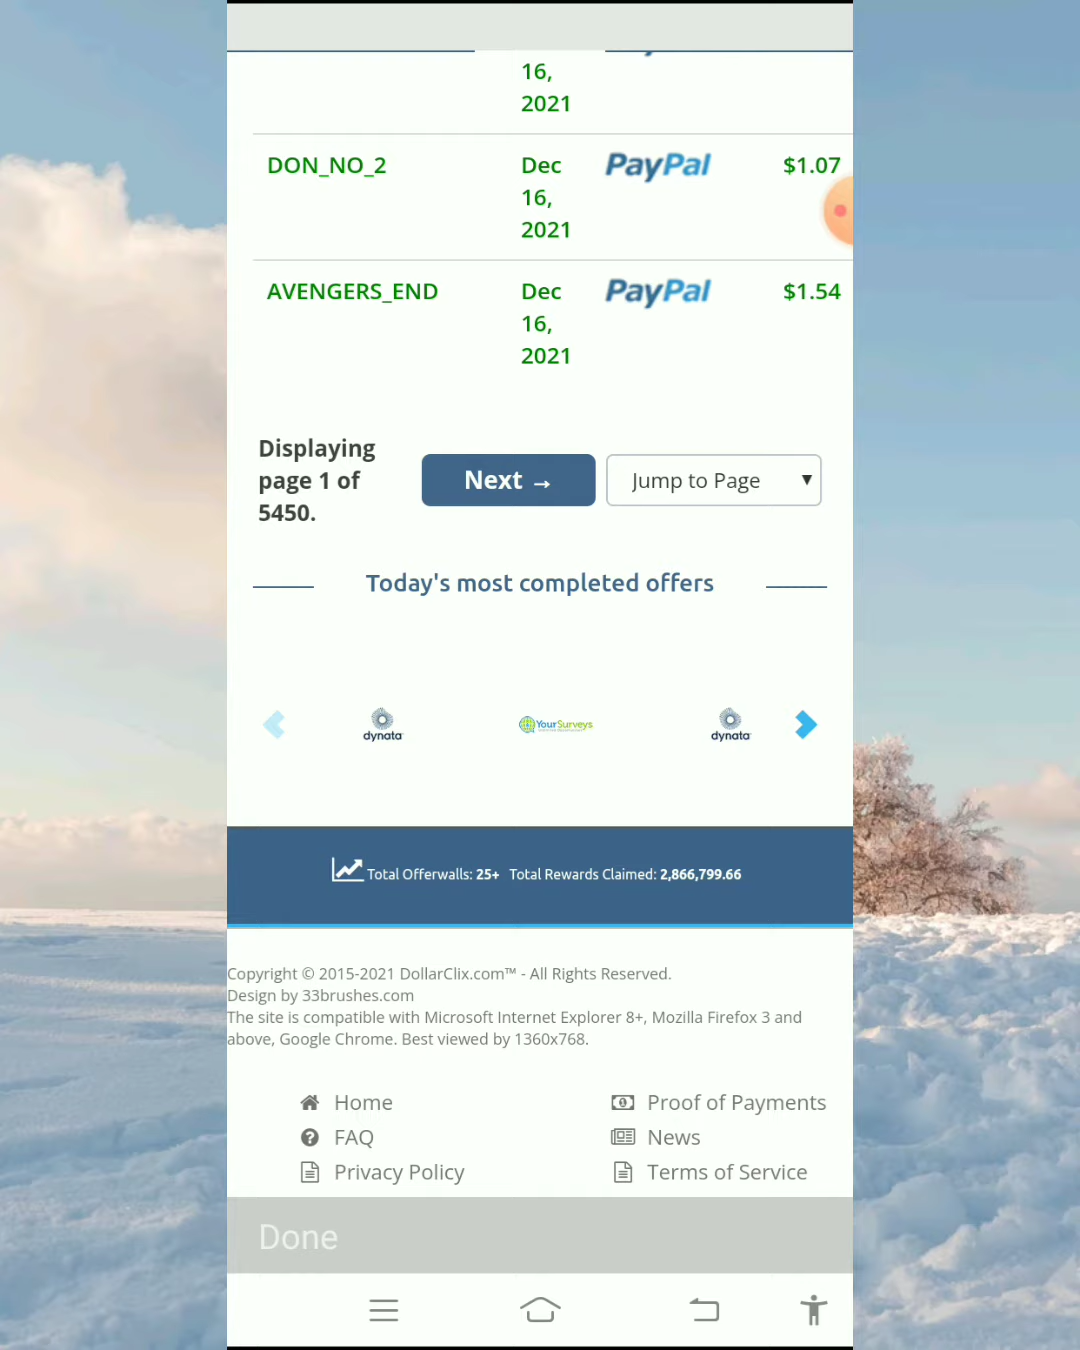 16,
2021
DON_NO_2 Dec 16, 2021 PayPal $1.07
AVENGERS_END Dec 16, 2021 PayPal $1.54
Displaying
page 1 of
5450.
Next →
Jump to Page ▼
Today's most completed offers
dynata YourSurveys dynata
Total Offerwalls: 25+ Total Rewards Claimed: 2,866,799.66
Copyright © 2015-2021 DollarClix.com™ - All Rights Reserved.
Design by 33brushes.com
The site is compatible with Microsoft Internet Explorer 8+, Mozilla Firefox 3 and
above, Google Chrome. Best viewed by 1360x768.
Home Proof of Payments
FAQ News
Privacy Policy Terms of Service
Done